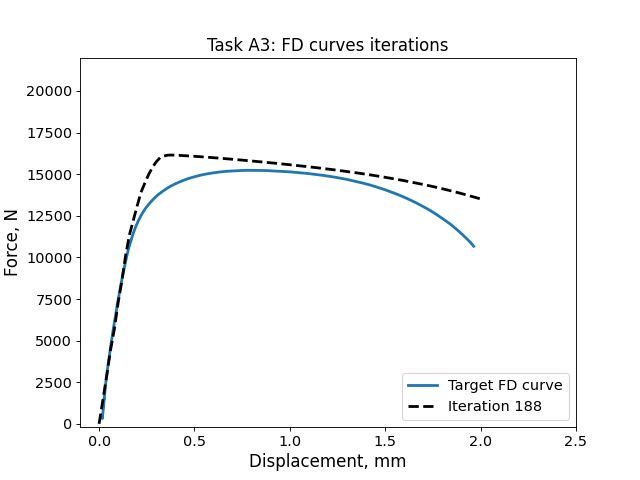 Task A3: FD curves iterations
20000
17500
15000
12500
10000
7500
5000
2500
0
Force, N
0.0 0.5 1.0 1.5 2.0 2.5
Displacement, mm
Target FD curve
Iteration 188